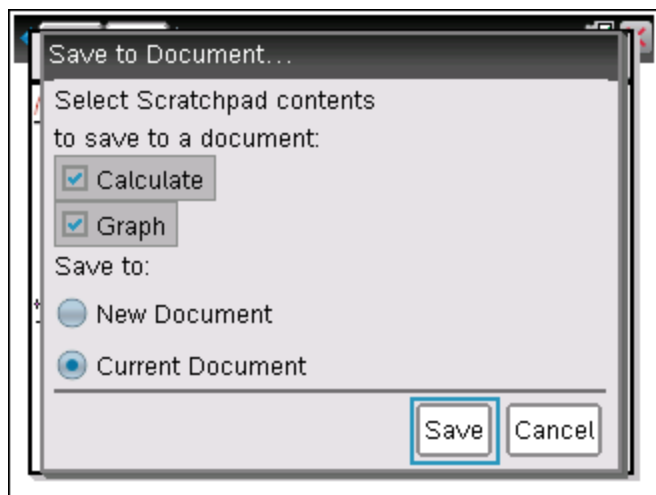 Save to Document...
Select Scratchpad contents
to save to a document:
Calculate
Graph
Save to:
New Document
Current Document
Save Cancel